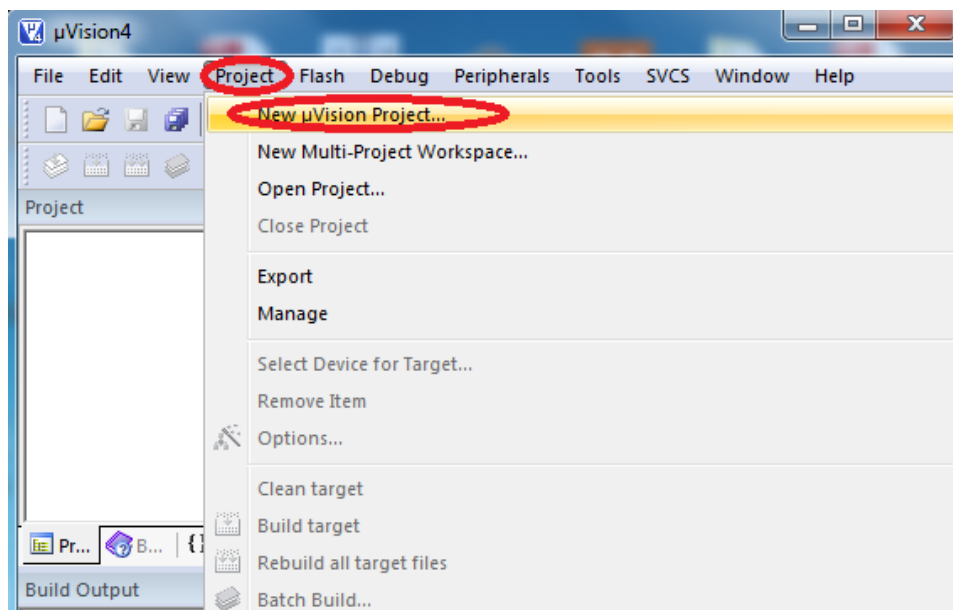 µVision4
File Edit View Project Flash Debug Peripherals Tools SVCS Window Help
New µVision Project...
New Multi-Project Workspace...
Open Project...
Close Project
Export
Manage
Select Device for Target...
Remove Item
Options...
Clean target
Build target
Rebuild all target files
Batch Build...
Project
Pr... B... {}
Build Output